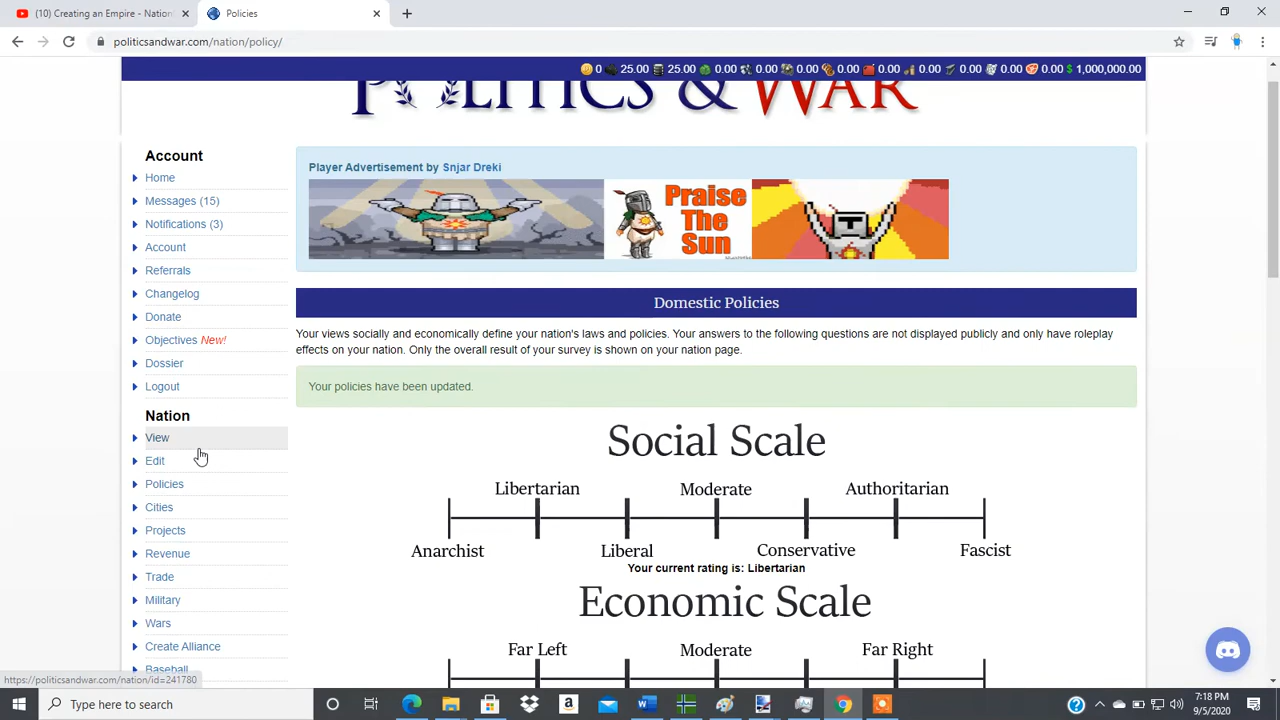 (10) Creating an Empire - Nation
Policies
politicsandwar.com/nation/policy/
0 25.00 25.00 0.00 0.00 0.00 0.00 0.00 0.00 0.00 0.00 0.00 $ 1,000,000.00
POLITICS & WAR
Account
Home
Messages (15)
Notifications (3)
Account
Referrals
Changelog
Donate
Objectives New!
Dossier
Logout
Nation
View
Edit
Policies
Cities
Projects
Revenue
Trade
Military
Wars
Create Alliance
Baseball
Player Advertisement by Snjar Dreki
Praise
The
Sun
Domestic Policies
Your views socially and economically define your nation's laws and policies. Your answers to the following questions are not displayed publicly and only have roleplay
effects on your nation. Only the overall result of your survey is shown on your nation page.
Your policies have been updated.
Social Scale
Libertarian Moderate Authoritarian
Anarchist Liberal Conservative Fascist
Your current rating is: Libertarian
Economic Scale
Far Left Moderate Far Right
https://politicsandwar.com/nation/id=241780
Type here to search
7:18 PM
9/5/2020